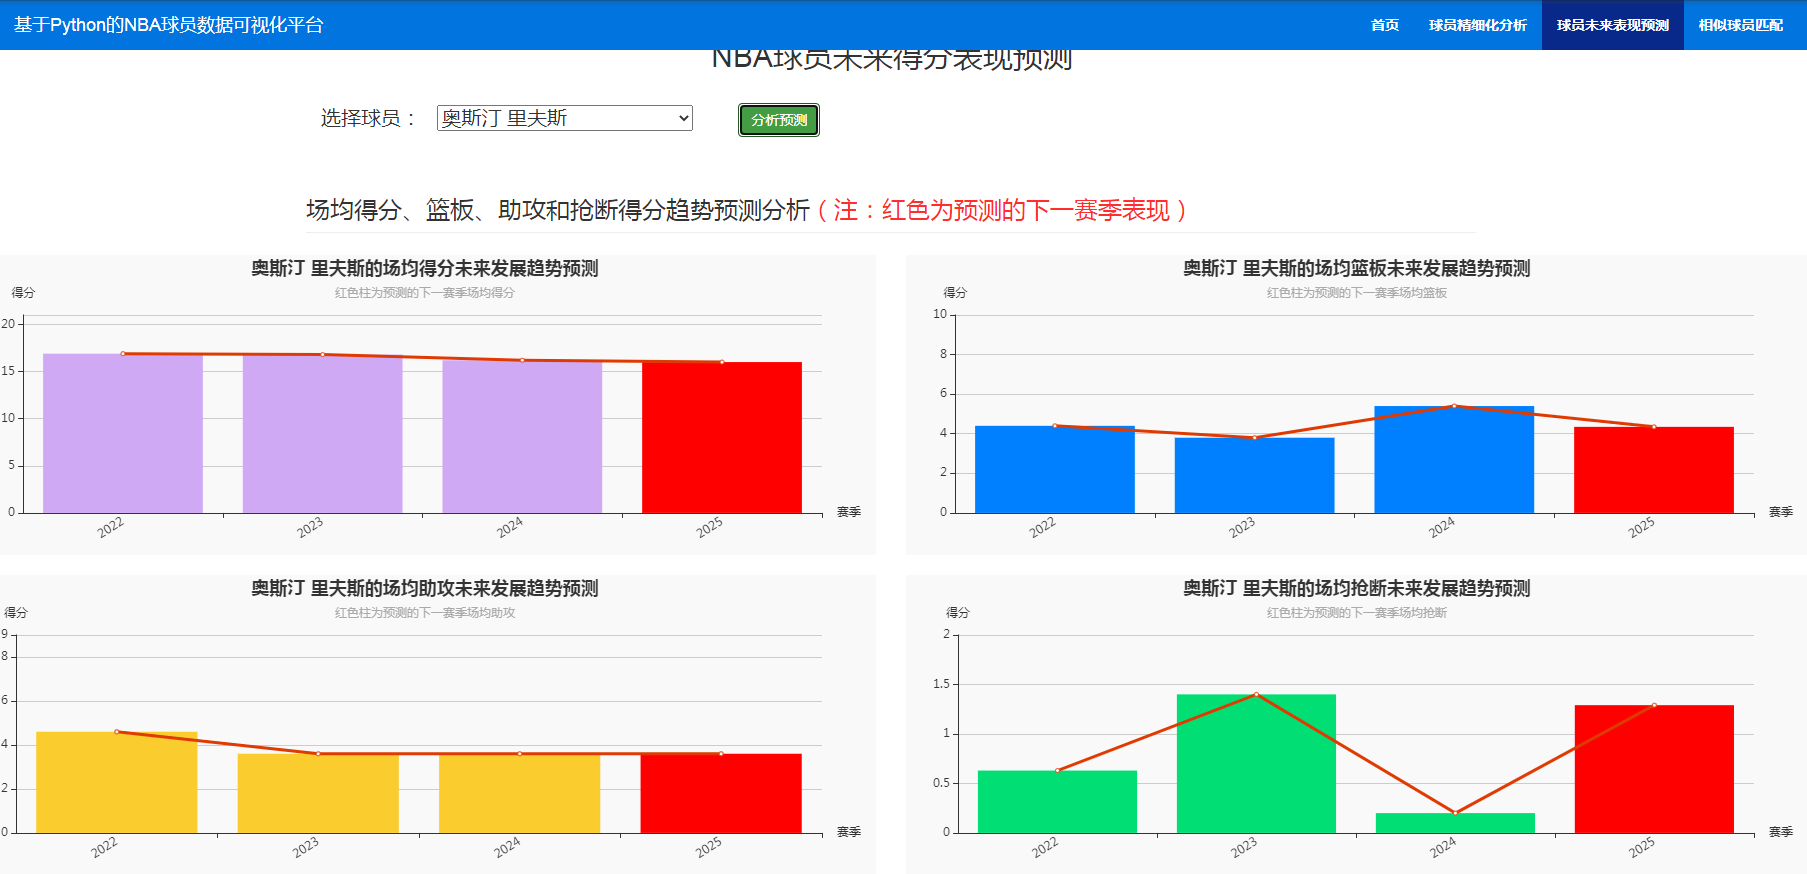 基于Python的NBA球员数据可视化平台
首页 球员精细化分析 球员未来表现预测 相似球员匹配
NBA球员未来得分表现预测
选择球员： 奥斯汀 里夫斯 分析预测
场均得分、篮板、助攻和抢断得分趋势预测分析（注：红色为预测的下一赛季表现）
奥斯汀 里夫斯的场均得分未来发展趋势预测
红色柱为预测的下一赛季场均得分
得分
20
15
10
5
0
2022 2023 2024 2025
赛季
奥斯汀 里夫斯的场均篮板未来发展趋势预测
红色柱为预测的下一赛季场均篮板
得分
10
8
6
4
2
0
2022 2023 2024 2025
赛季
奥斯汀 里夫斯的场均助攻未来发展趋势预测
红色柱为预测的下一赛季场均助攻
得分
9
8
6
4
2
0
2022 2023 2024 2025
赛季
奥斯汀 里夫斯的场均抢断未来发展趋势预测
红色柱为预测的下一赛季场均抢断
得分
2
1.5
1
0.5
0
2022 2023 2024 2025
赛季